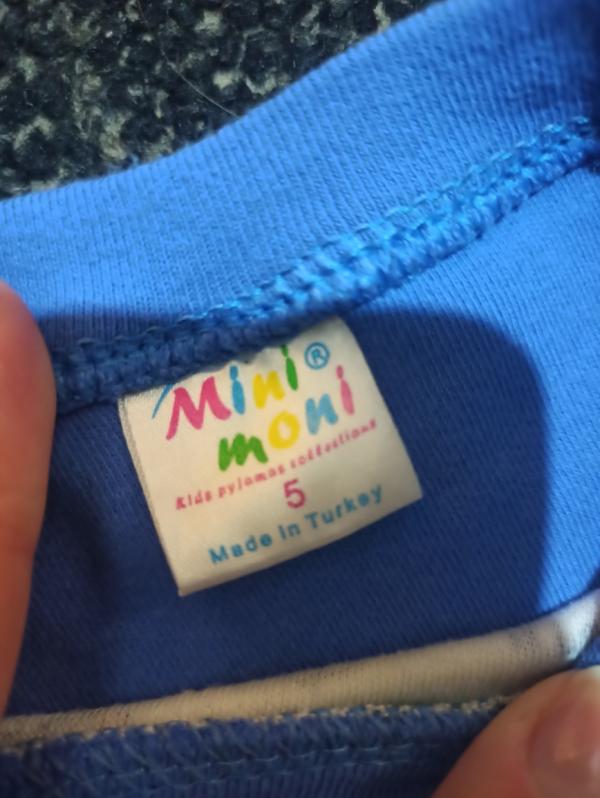 Mini ®
moni
Kids pyjamas collections
5
Made in Turkey